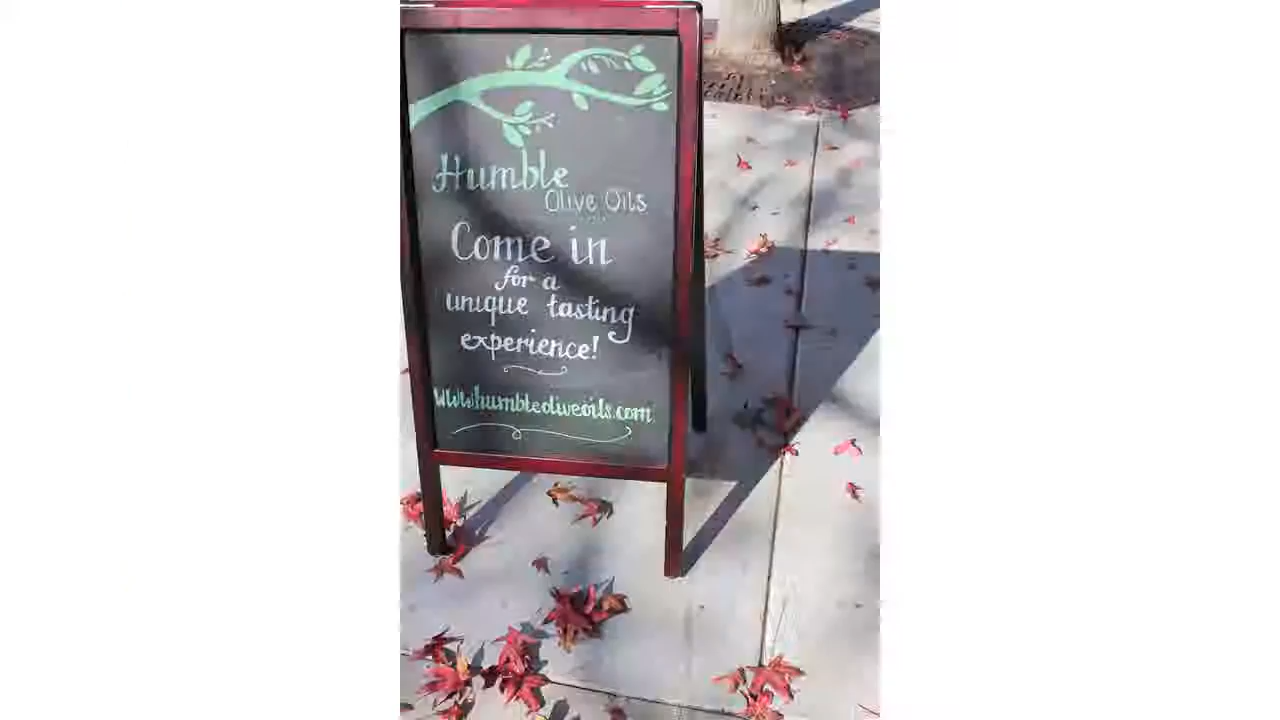 Humble
Olive Oils
Come in
for a
unique tasting
experience!
www.humbleoliveoils.com